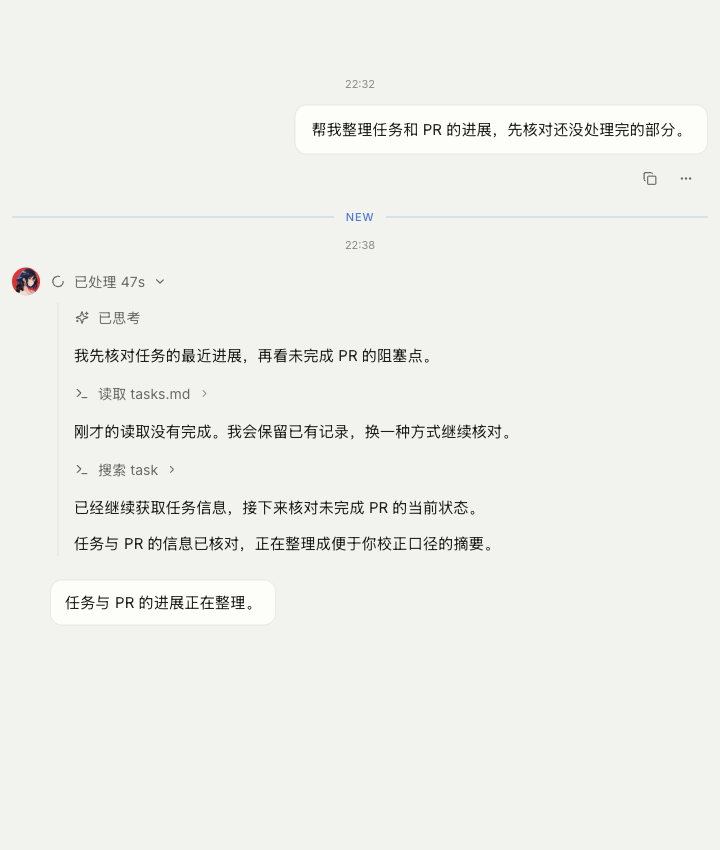 22:32
帮我整理任务和 PR 的进展，先核对还没处理完的部分。
NEW
22:38
已处理 47s
已思考
我先核对任务的最近进展，再看未完成 PR 的阻塞点。
读取 tasks.md
刚才的读取没有完成。我会保留已有记录，换一种方式继续核对。
搜索 task
已经继续获取任务信息，接下来核对未完成 PR 的当前状态。
任务与 PR 的信息已核对，正在整理成便于你校正口径的摘要。
任务与 PR 的进展正在整理。